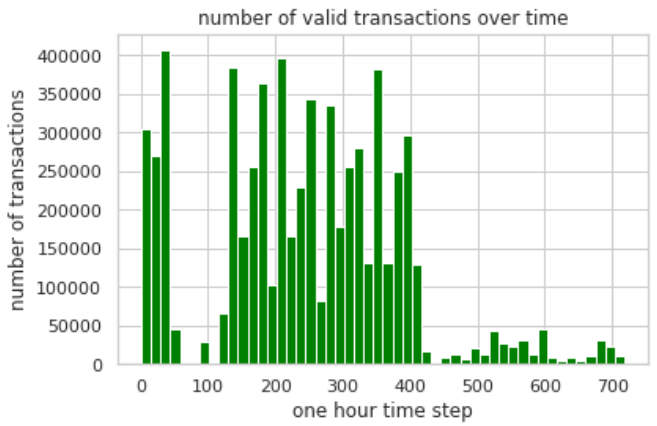 number of valid transactions over time
number of transactions
400000
350000
300000
250000
200000
150000
100000
50000
0
0 100 200 300 400 500 600 700
one hour time step